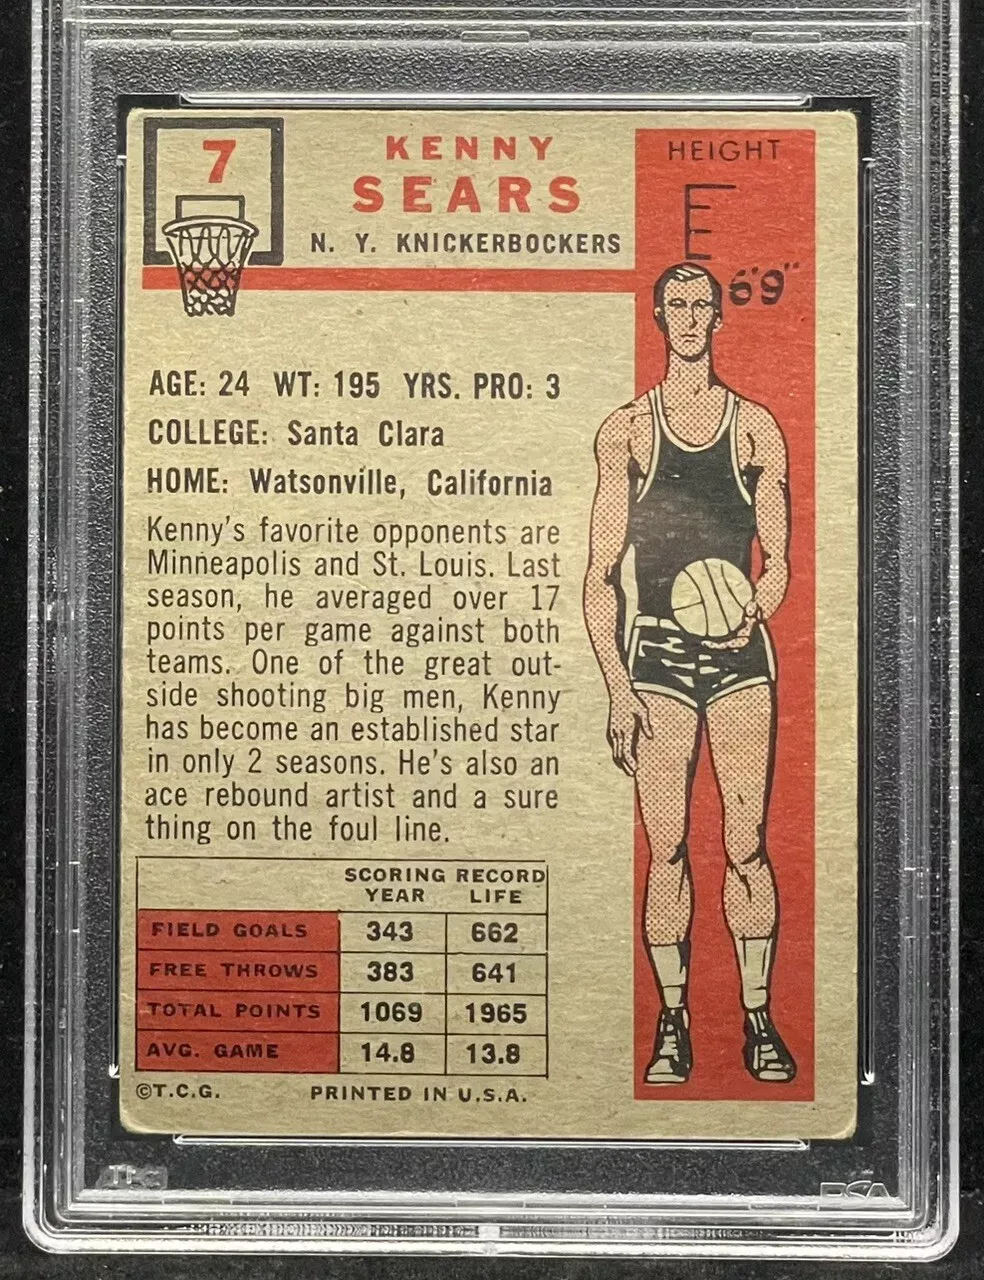 7
KENNY
SEARS
N. Y. KNICKERBOCKERS
HEIGHT
6'9"
AGE: 24 WT: 195 YRS. PRO: 3
COLLEGE: Santa Clara
HOME: Watsonville, California
Kenny's favorite opponents are
Minneapolis and St. Louis. Last
season, he averaged over 17
points per game against both
teams. One of the great out-
side shooting big men, Kenny
has become an established star
in only 2 seasons. He's also an
ace rebound artist and a sure
thing on the foul line.
SCORING RECORD
YEAR LIFE
FIELD GOALS 343 662
FREE THROWS 383 641
TOTAL POINTS 1069 1965
AVG. GAME 14.8 13.8
©T.C.G. PRINTED IN U.S.A.
PSA